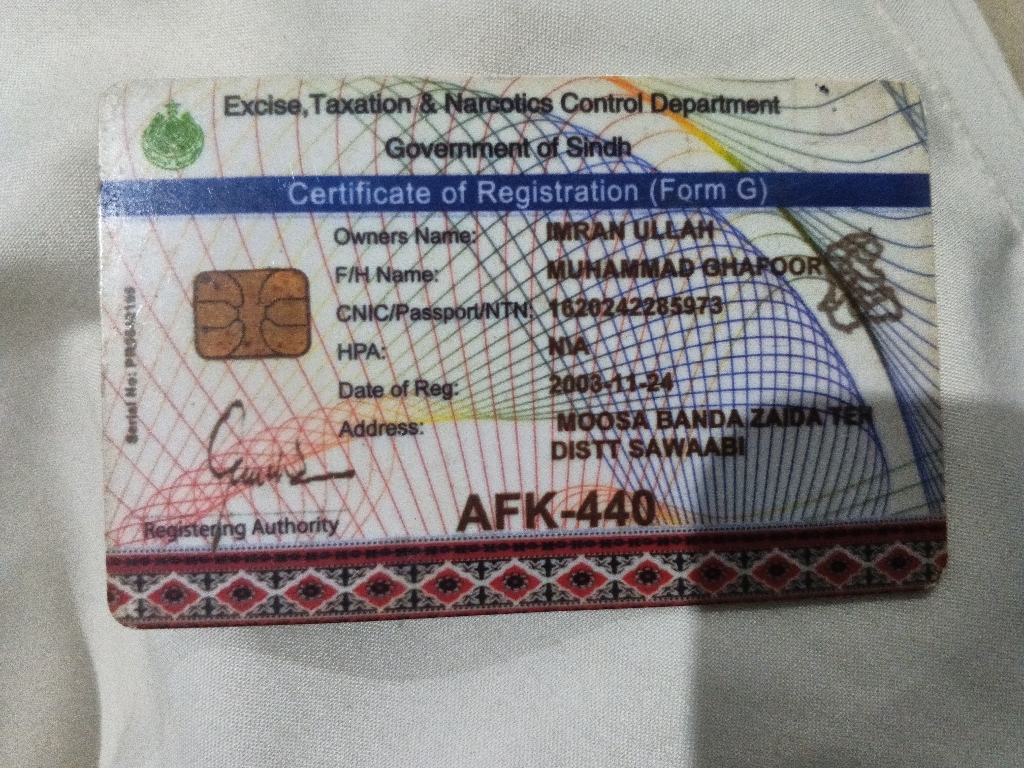 Excise,Taxation & Narcotics Control Department
Government of Sindh
Certificate of Registration (Form G)
Owners Name: IMRAN ULLAH
F/H Name: MUHAMMAD GHAFOOR
CNIC/Passport/NTN: 1620242285973
HPA: N\A
Date of Reg: 2003-11-24
Address: MOOSA BANDA ZAIDA TEH
DISTT SAWAABI
AFK-440
Registering Authority
Serial No: